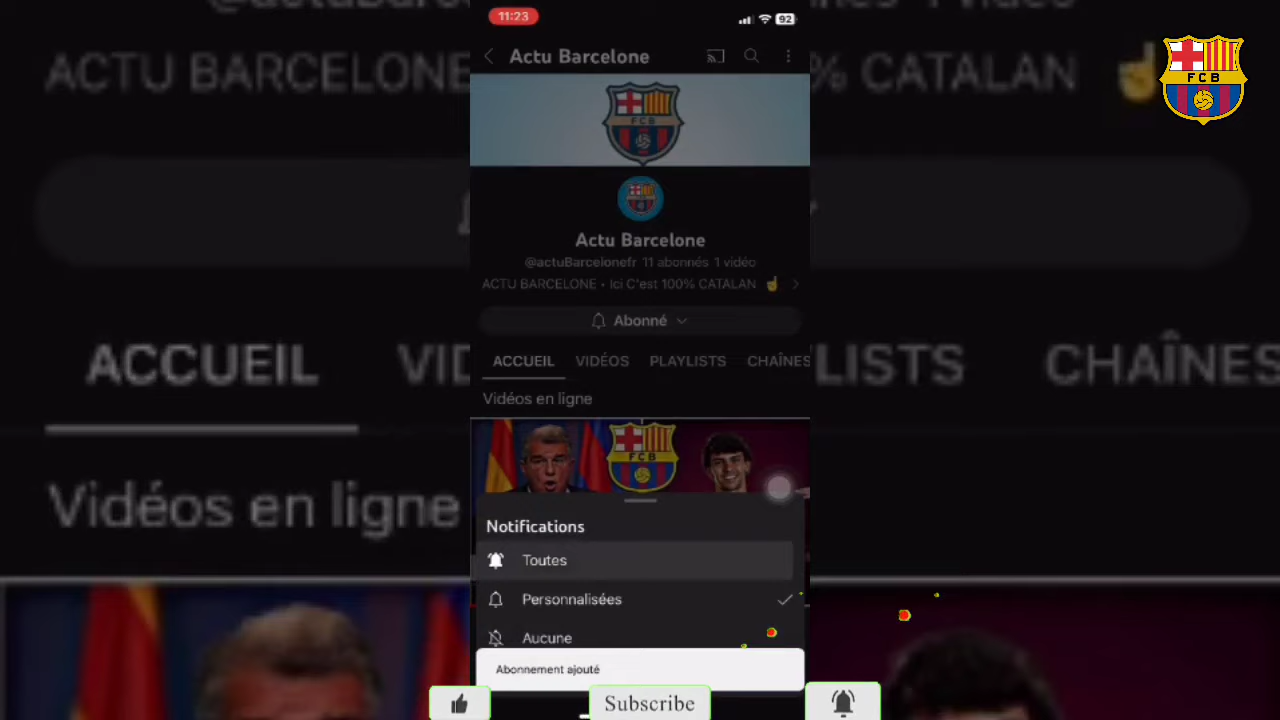 11:23
92
Actu Barcelone
FCB
Actu Barcelone
@actuBarcelonefr 11 abonnés 1 vidéo
ACTU BARCELONE • Ici C'est 100% CATALAN ☝
Abonné
ACCUEIL VIDÉOS PLAYLISTS CHAÎNES
Vidéos en ligne
FCB
Notifications
Toutes
Personnalisées
Aucune
Abonnement ajouté
Subscribe
FCB
ACTU BARCELONE
% CATALAN ☝
ACCUEIL VI
LISTS CHAÎNES
Vidéos en ligne